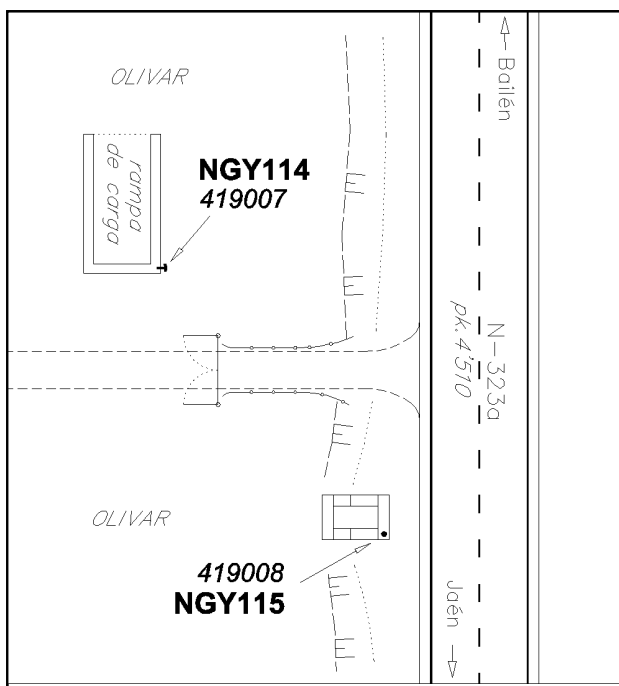 OLIVAR
rampa
de carga
NGY114
419007
Bailén
N-323a
pk.4'510
OLIVAR
419008
NGY115
Jaén